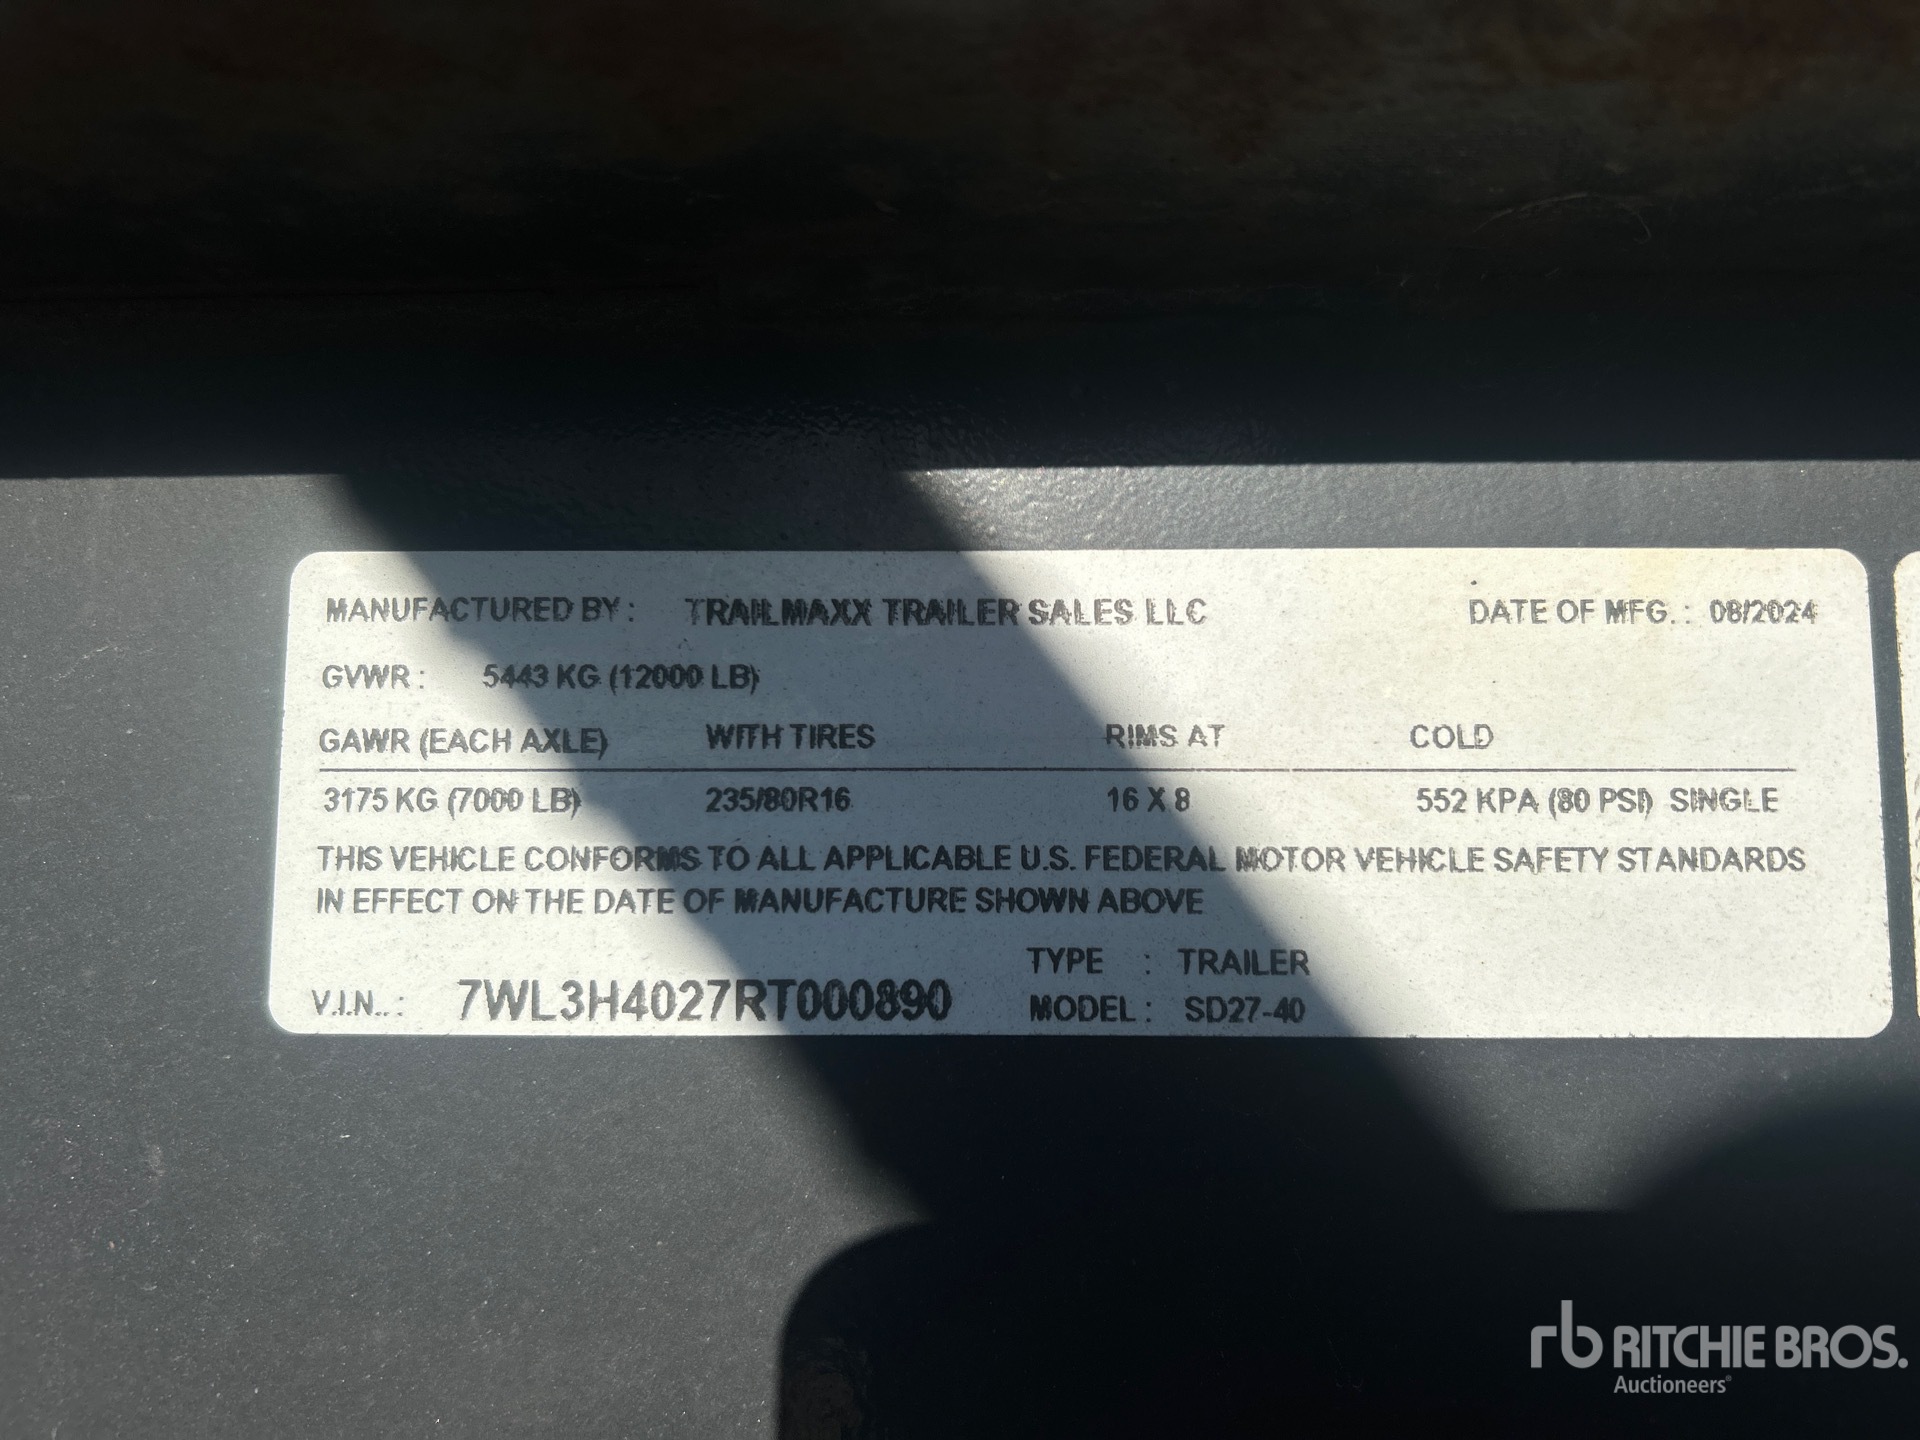 MANUFACTURED BY : TRAILMAXX TRAILER SALES LLC DATE OF MFG. : 08/2024
GVWR : 5443 KG (12000 LB)
GAWR (EACH AXLE) WITH TIRES RIMS AT COLD
3175 KG (7000 LB) 235/80R16 16 X 8 552 KPA (80 PSI) SINGLE
THIS VEHICLE CONFORMS TO ALL APPLICABLE U.S. FEDERAL MOTOR VEHICLE SAFETY STANDARDS
IN EFFECT ON THE DATE OF MANUFACTURE SHOWN ABOVE
TYPE : TRAILER
V.I.N.. : 7WL3H4027RT000890 MODEL : SD27-40
rb RITCHIE BROS.
Auctioneers®